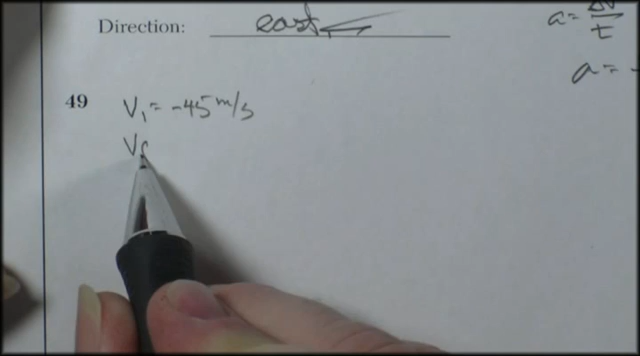 Direction: east
a = Δv/t
a = -
49 V₁ = -45 m/s
Vf